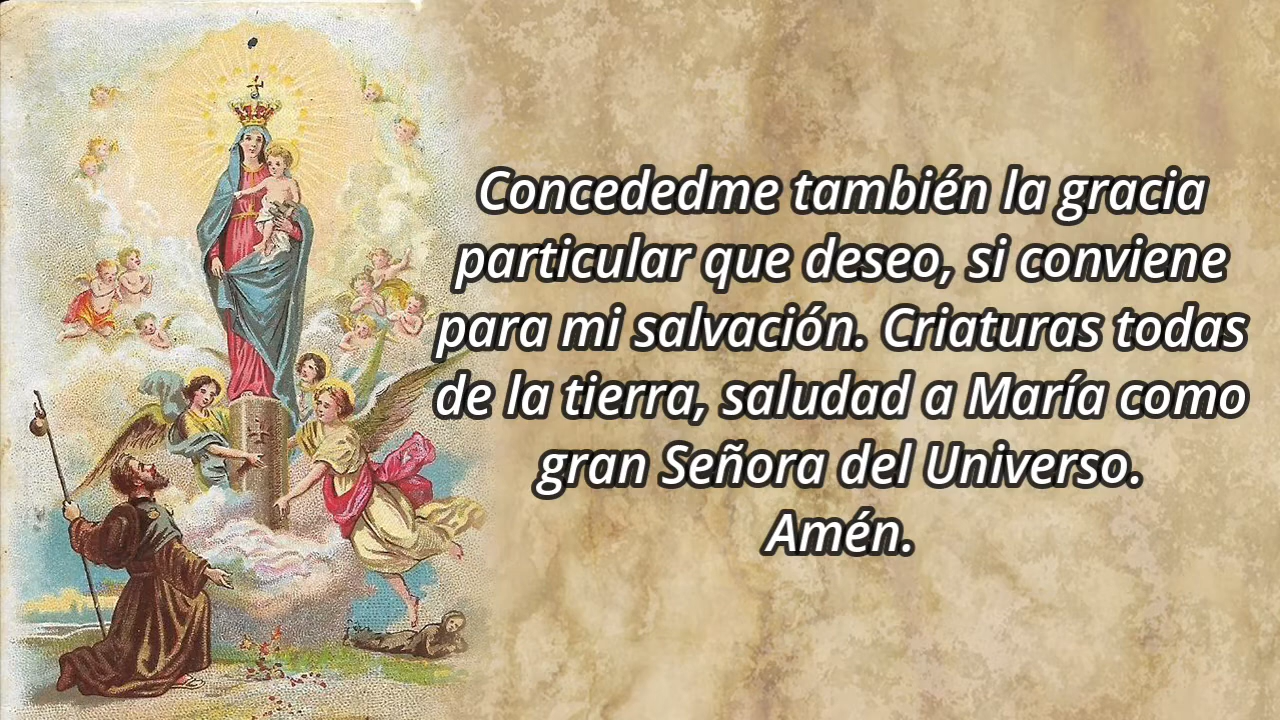 Concededme también la gracia
particular que deseo, si conviene
para mi salvación. Criaturas todas
de la tierra, saludad a María como
gran Señora del Universo.
Amén.